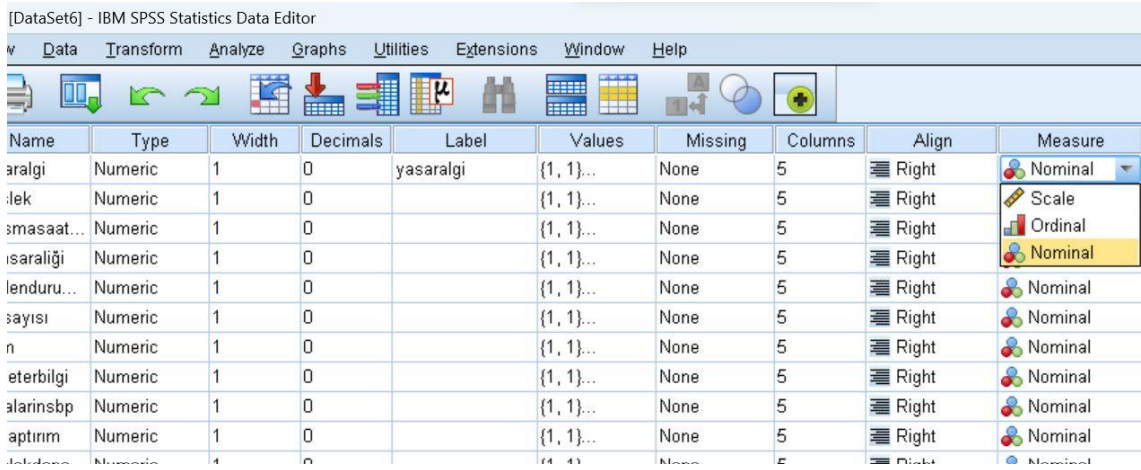 [DataSet6] - IBM SPSS Statistics Data Editor
w Data Transform Analyze Graphs Utilities Extensions Window Help
µ A 1
Name Type Width Decimals Label Values Missing Columns Align Measure
aralgi Numeric 1 0 yasaralgi {1, 1}... None 5 Right Nominal
slek Numeric 1 0 {1, 1}... None 5 Right Scale
smasaat... Numeric 1 0 {1, 1}... None 5 Right Ordinal
nsaraliği Numeric 1 0 {1, 1}... None 5 Right Nominal
lenduru... Numeric 1 0 {1, 1}... None 5 Right Nominal
sayısı Numeric 1 0 {1, 1}... None 5 Right Nominal
Numeric 1 0 {1, 1}... None 5 Right Nominal
eterbilgi Numeric 1 0 {1, 1}... None 5 Right Nominal
alarinsbp Numeric 1 0 {1, 1}... None 5 Right Nominal
aptırım Numeric 1 0 {1, 1}... None 5 Right Nominal